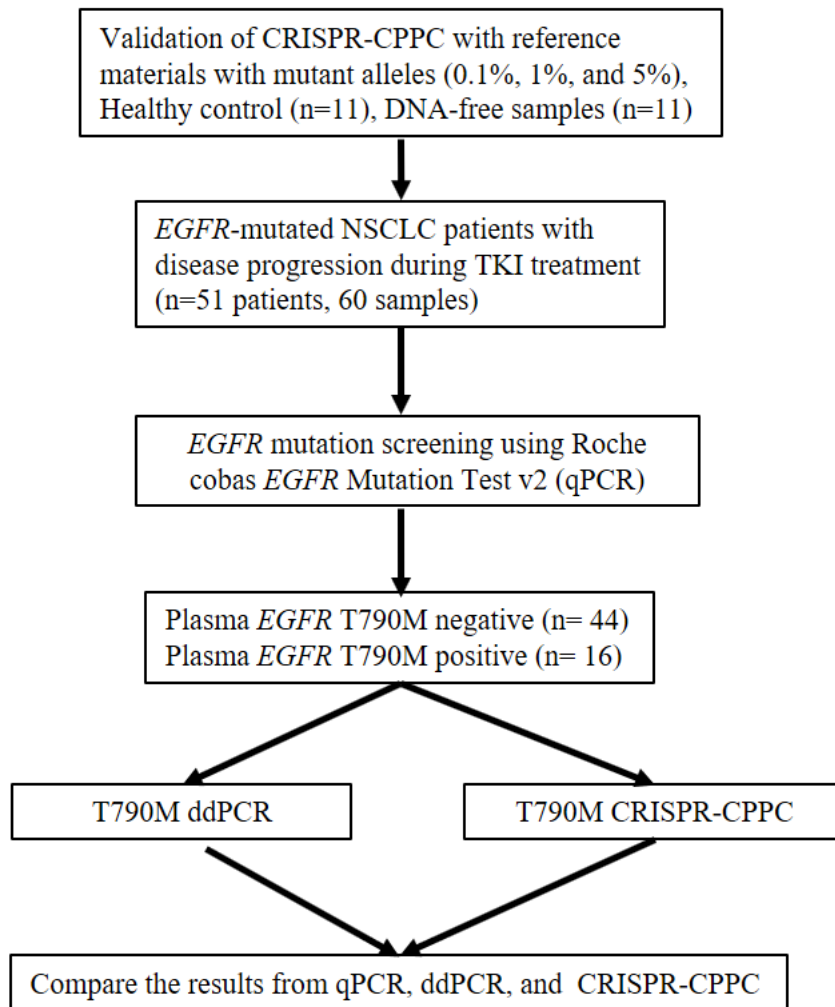 Validation of CRISPR-CPPC with reference
materials with mutant alleles (0.1%, 1%, and 5%),
Healthy control (n=11), DNA-free samples (n=11)
EGFR-mutated NSCLC patients with
disease progression during TKI treatment
(n=51 patients, 60 samples)
EGFR mutation screening using Roche
cobas EGFR Mutation Test v2 (qPCR)
Plasma EGFR T790M negative (n= 44)
Plasma EGFR T790M positive (n= 16)
T790M ddPCR
T790M CRISPR-CPPC
Compare the results from qPCR, ddPCR, and CRISPR-CPPC